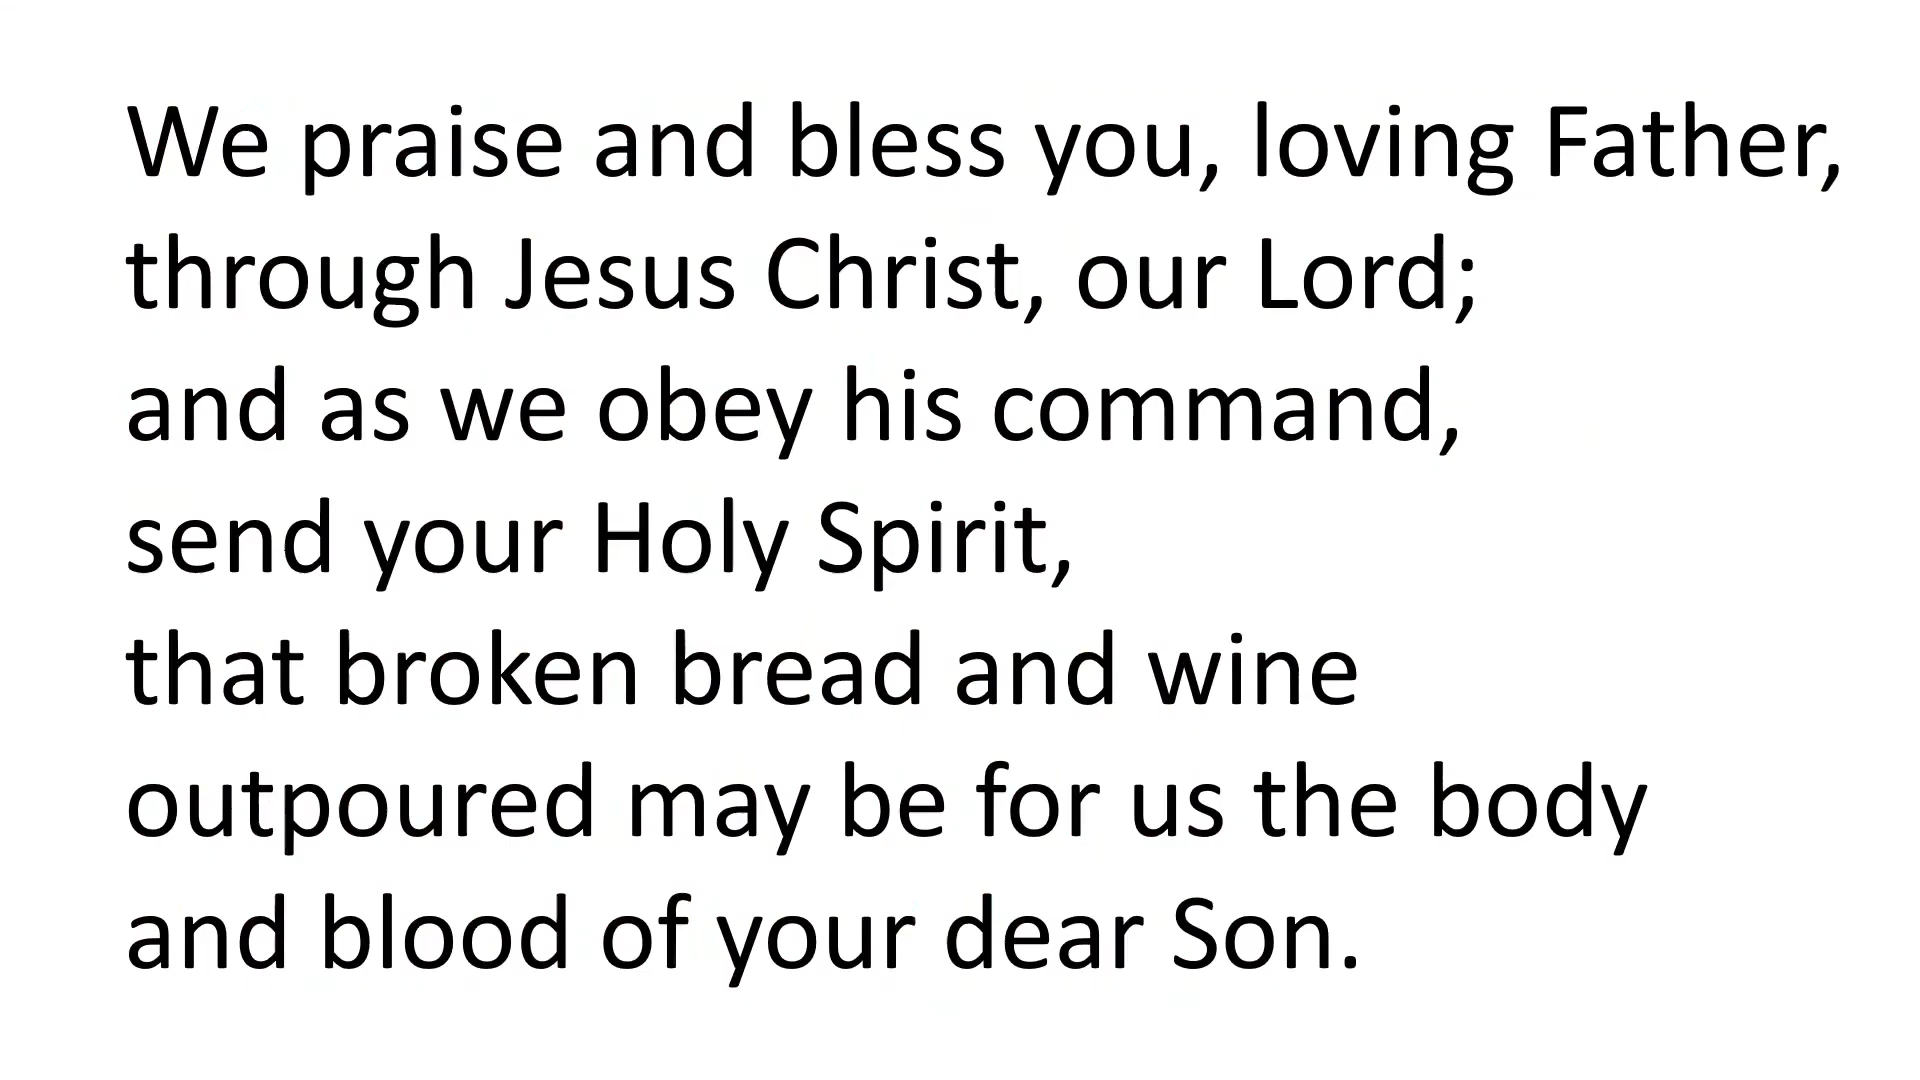 We praise and bless you, loving Father,
through Jesus Christ, our Lord;
and as we obey his command,
send your Holy Spirit,
that broken bread and wine
outpoured may be for us the body
and blood of your dear Son.